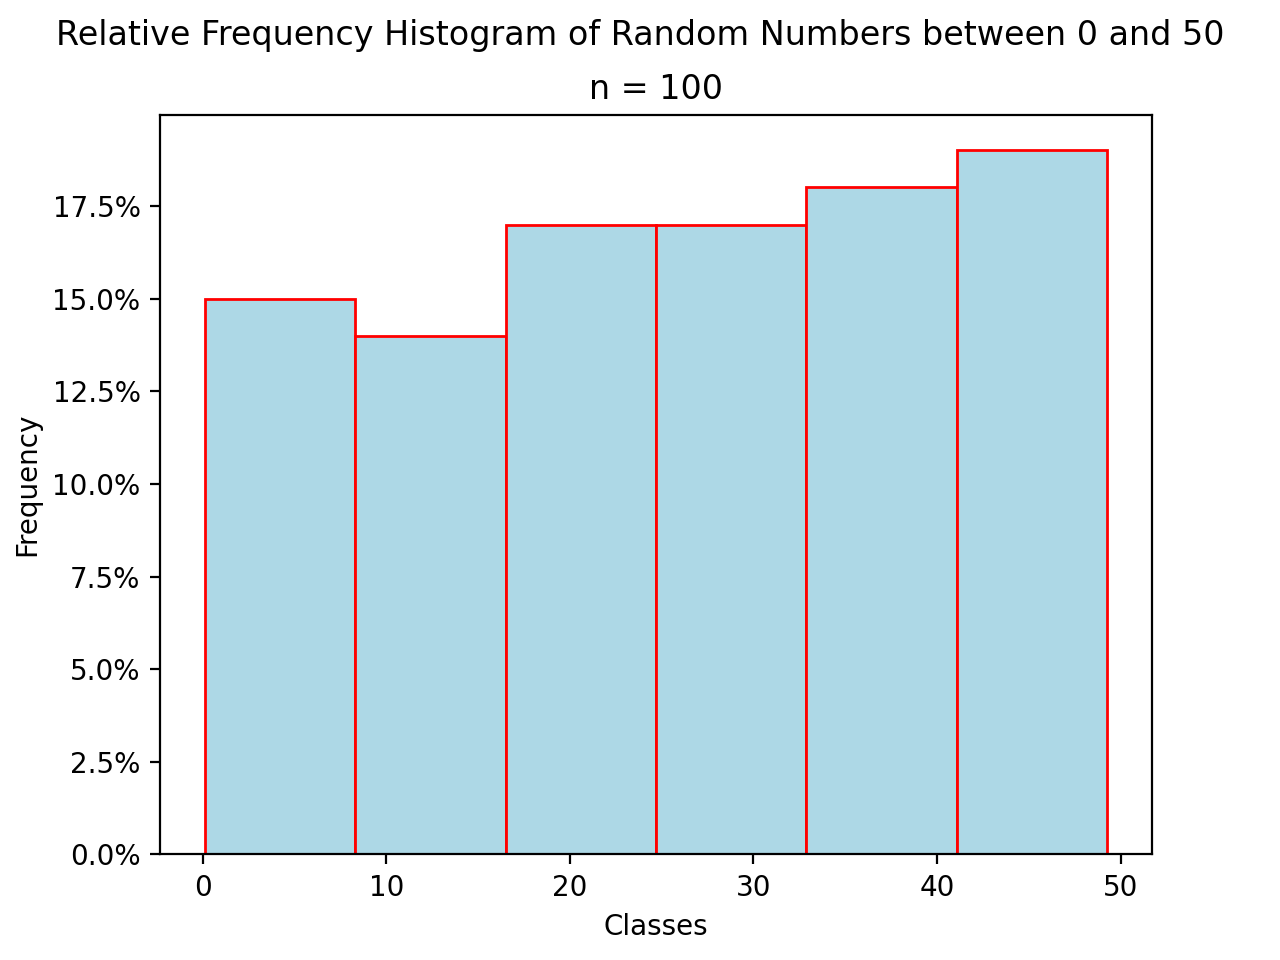 Relative Frequency Histogram of Random Numbers between 0 and 50
n = 100
17.5%
15.0%
12.5%
10.0%
7.5%
5.0%
2.5%
0.0%
Frequency
0 10 20 30 40 50
Classes